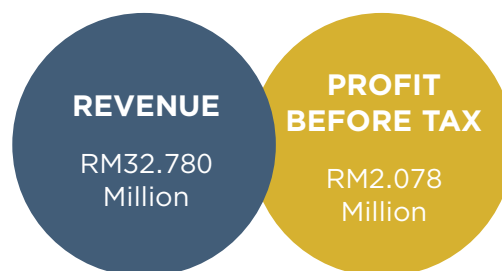 REVENUE
RM32.780
Million
PROFIT
BEFORE TAX
RM2.078
Million